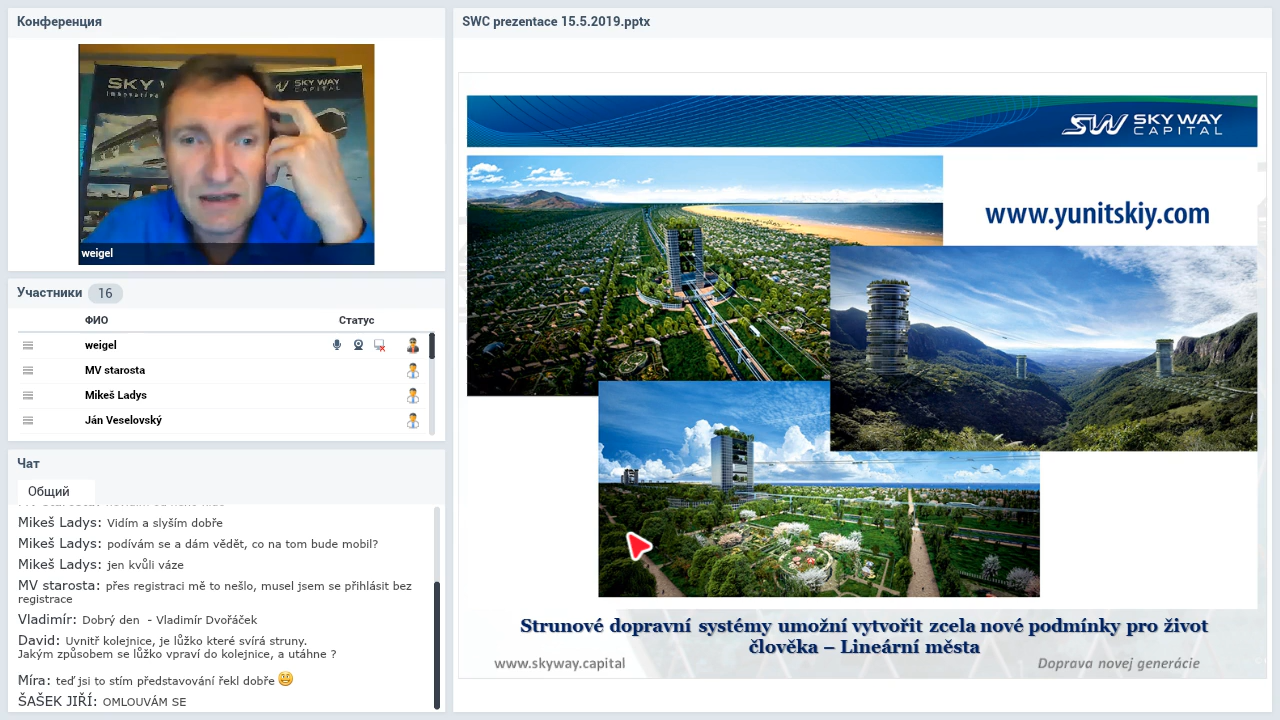 Конференция
SKY WAY
CAPITAL
weigel
Участники 16
ФИО Статус
weigel
MV starosta
Mikeš Ladys
Ján Veselovský
Чат
Общий
Mikeš Ladys: Vidím a slyším dobře
Mikeš Ladys: podívám se a dám vědět, co na tom bude mobil?
Mikeš Ladys: jen kvůli váze
MV starosta: přes registraci mě to nešlo, musel jsem se přihlásit bez
registrace
Vladimír: Dobrý den - Vladimír Dvořáček
David: Uvnitř kolejnice, je lůžko které svírá struny.
Jakým způsobem se lůžko vpraví do kolejnice, a utáhne ?
Míra: teď jsi to stím představování řekl dobře
ŠAŠEK JIŘÍ: OMLOUVÁM SE
SWC prezentace 15.5.2019.pptx
SW SKY WAY
CAPITAL
www.yunitskiy.com
Strunové dopravní systémy umožní vytvořit zcela nové podmínky pro život
člověka – Lineární města
www.skyway.capital
Doprava novej generácie